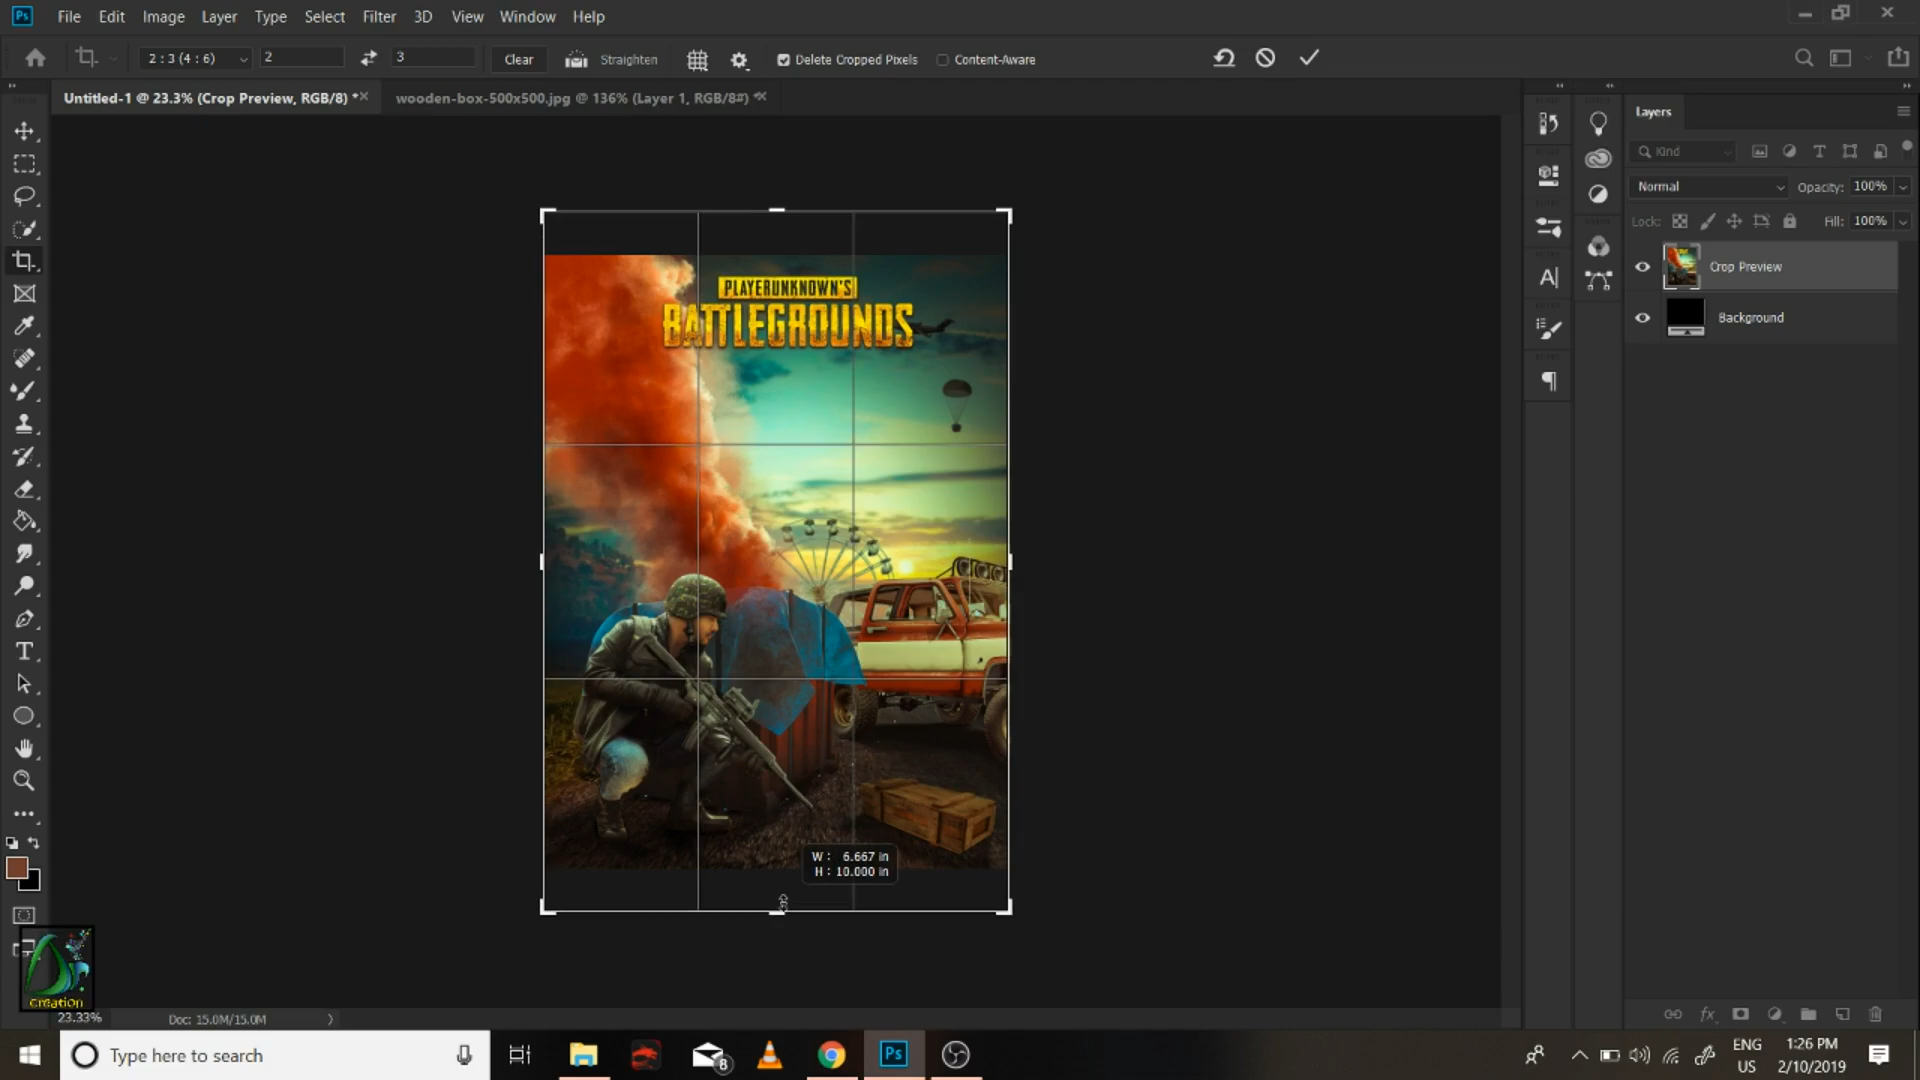 Ps File Edit Image Layer Type Select Filter 3D View Window Help
2 : 3 (4 : 6) 2 3 Clear Straighten Delete Cropped Pixels Content-Aware
Untitled-1 @ 23.3% (Crop Preview, RGB/8) * wooden-box-500x500.jpg @ 136% (Layer 1, RGB/8#) *
Layers
Kind
Normal Opacity: 100%
Lock: Fill: 100%
Crop Preview
Background
PLAYERUNKNOWN'S
BATTLEGROUNDS
W : 6.667 in
H : 10.000 in
creation
23.33% Doc: 15.0M/15.0M
Type here to search
8
Ps
ENG
US
1:26 PM
2/10/2019